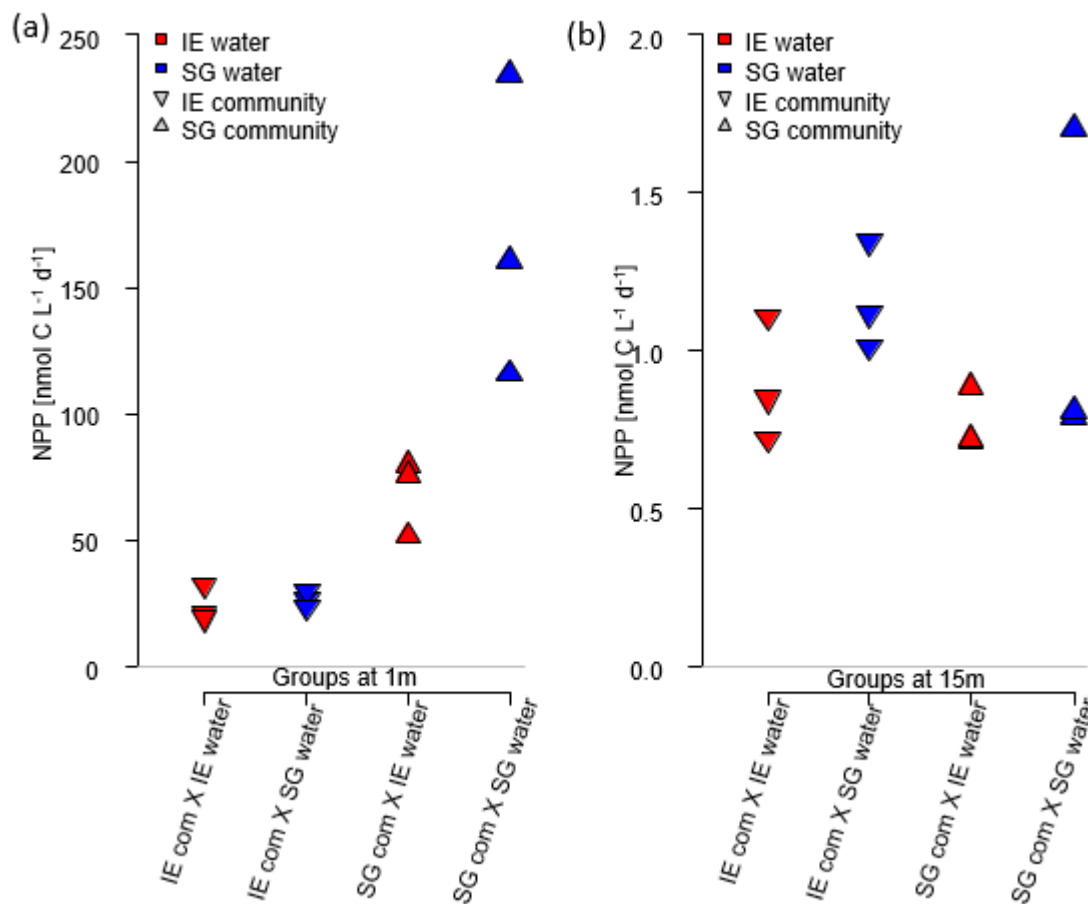 (a)
250
200
150
100
50
0
NPP [nmol C L⁻¹ d⁻¹]
IE water
SG water
IE community
SG community
Groups at 1m
IE com X IE water
IE com X SG water
SG com X IE water
SG com X SG water
(b)
2.0
1.5
1.0
0.5
0.0
NPP [nmol C L⁻¹ d⁻¹]
IE water
SG water
IE community
SG community
Groups at 15m
IE com X IE water
IE com X SG water
SG com X IE water
SG com X SG water